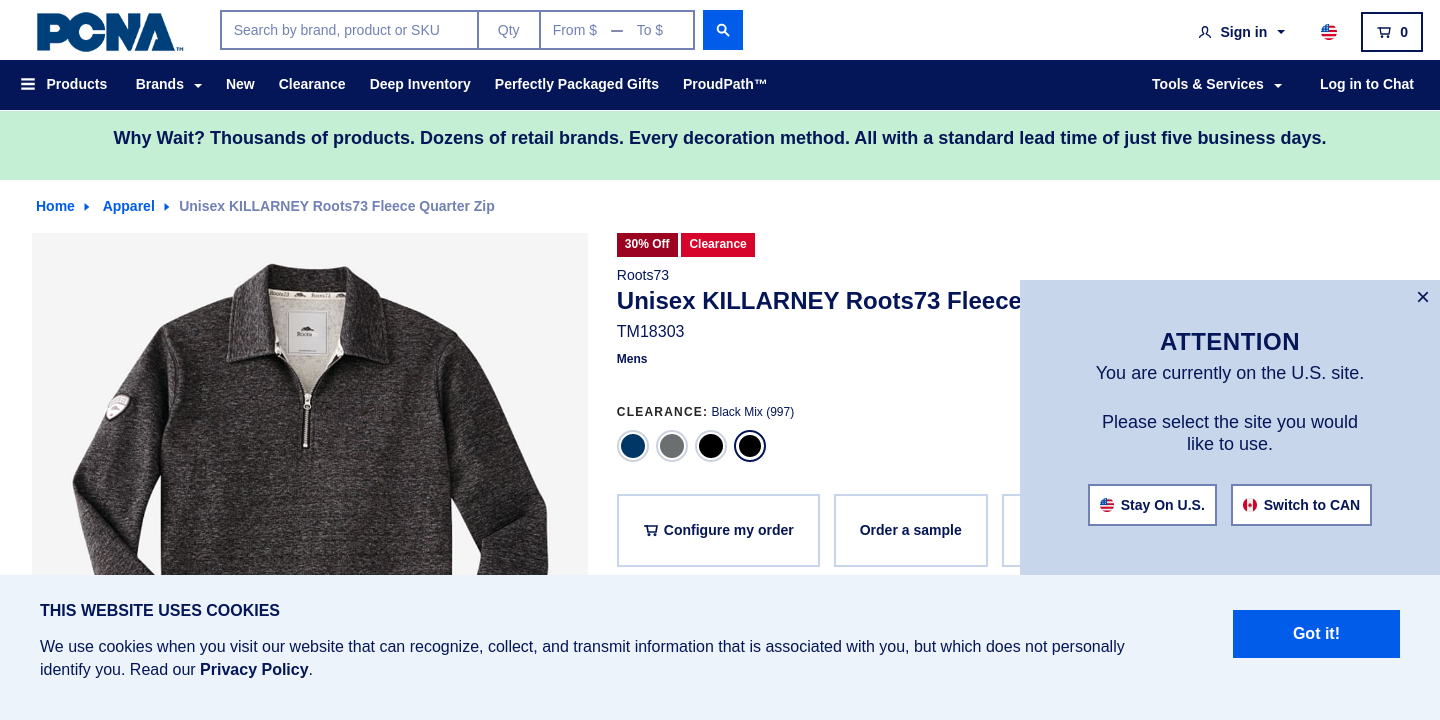 PCNA™
Search by brand, product or SKU
Qty
From $
To $
Sign in
0
Products
Brands
New
Clearance
Deep Inventory
Perfectly Packaged Gifts
ProudPath™
Tools & Services
Log in to Chat
Why Wait? Thousands of products. Dozens of retail brands. Every decoration method. All with a standard lead time of just five business days.
Home
Apparel
Unisex KILLARNEY Roots73 Fleece Quarter Zip
30% Off
Clearance
Roots73
Unisex KILLARNEY Roots73 Fleece
TM18303
Mens
CLEARANCE: Black Mix (997)
Configure my order
Order a sample
ATTENTION
You are currently on the U.S. site.
Please select the site you would
like to use.
Stay On U.S.
Switch to CAN
THIS WEBSITE USES COOKIES
We use cookies when you visit our website that can recognize, collect, and transmit information that is associated with you, but which does not personally
identify you. Read our Privacy Policy.
Got it!